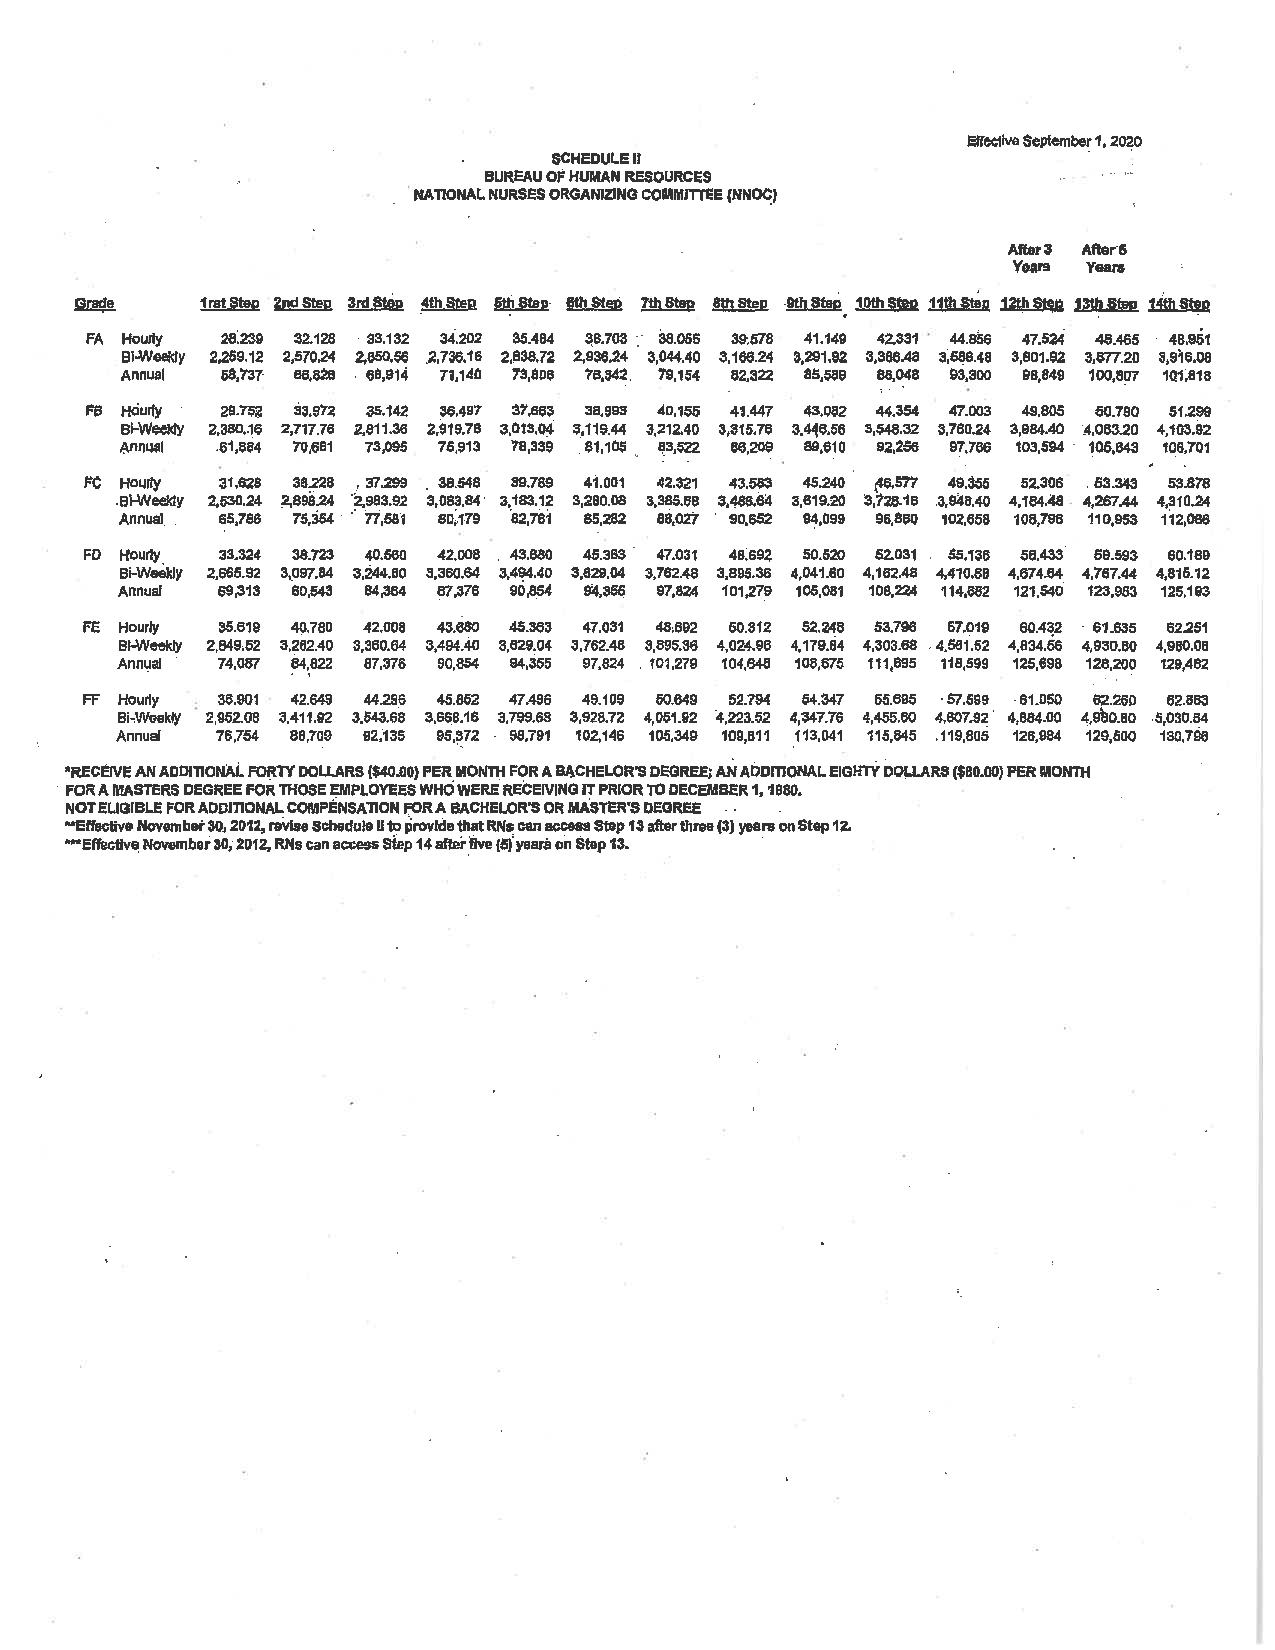 Effective September 1, 2020
SCHEDULE II
BUREAU OF HUMAN RESOURCES
NATIONAL NURSES ORGANIZING COMMITTEE (NNOC)
After 3 After 5
Years Years
Grade 1rst Step 2nd Step 3rd Step 4th Step 5th Step 6th Step 7th Step 8th Step 9th Step 10th Step 11th Step 12th Step 13th Step 14th Step
FA Hourly 28.239 32.128 33.132 34.202 35.484 36.703 38.055 39.578 41.149 42.331 44.856 47.524 48.465 48.951
Bi-Weekly 2,259.12 2,570.24 2,650.56 2,736.16 2,838.72 2,936.24 3,044.40 3,166.24 3,291.92 3,386.48 3,588.48 3,801.92 3,877.20 3,916.08
Annual 58,737 66,826 68,914 71,140 73,806 76,342 79,154 82,322 85,589 88,048 93,300 98,849 100,807 101,818
FB Hourly 29.752 33.972 35.142 36.497 37.663 38.993 40.155 41.447 43.082 44.354 47.003 49.805 50.790 51.299
Bi-Weekly 2,380.16 2,717.76 2,811.36 2,919.76 3,013.04 3,119.44 3,212.40 3,315.76 3,446.56 3,548.32 3,760.24 3,984.40 4,063.20 4,103.92
Annual 61,884 70,661 73,095 75,913 78,339 81,105 83,522 86,209 89,610 92,256 97,766 103,594 105,643 106,701
FC Hourly 31.628 36.228 37.299 38.548 39.789 41.001 42.321 43.583 45.240 46.577 49.355 52.306 53.343 53.878
Bi-Weekly 2,530.24 2,898.24 2,983.92 3,083.84 3,183.12 3,280.08 3,385.68 3,486.64 3,619.20 3,726.16 3,948.40 4,184.48 4,267.44 4,310.24
Annual 65,786 75,354 77,581 80,179 82,761 85,282 88,027 90,652 94,099 96,880 102,658 108,796 110,953 112,066
FD Hourly 33.324 38.723 40.560 42.008 43.680 45.363 47.031 48.692 50.520 52.031 55.136 58.433 59.593 60.189
Bi-Weekly 2,665.92 3,097.84 3,244.80 3,360.64 3,494.40 3,629.04 3,762.48 3,895.36 4,041.60 4,162.48 4,410.88 4,674.64 4,767.44 4,815.12
Annual 69,313 80,543 84,364 87,376 90,854 94,355 97,824 101,279 105,081 108,224 114,682 121,540 123,953 125,193
FE Hourly 35.619 40.780 42.008 43.680 45.363 47.031 48.692 50.312 52.248 53.796 57.019 60.432 61.635 62.251
Bi-Weekly 2,849.52 3,262.40 3,360.64 3,494.40 3,629.04 3,762.48 3,895.36 4,024.96 4,179.84 4,303.68 4,561.52 4,834.56 4,930.80 4,980.08
Annual 74,087 84,822 87,376 90,854 94,355 97,824 101,279 104,648 108,675 111,895 118,599 125,698 128,200 129,482
FF Hourly 36.901 42.649 44.296 45.852 47.496 49.109 50.649 52.794 54.347 55.695 57.599 61.050 62.260 62.883
Bi-Weekly 2,952.08 3,411.92 3,543.68 3,668.16 3,799.68 3,928.72 4,051.92 4,223.52 4,347.76 4,455.60 4,607.92 4,884.00 4,980.80 5,030.64
Annual 76,754 88,709 92,135 95,372 98,791 102,146 105,349 109,811 113,041 115,845 119,805 126,984 129,500 130,796
*RECEIVE AN ADDITIONAL FORTY DOLLARS ($40.00) PER MONTH FOR A BACHELOR'S DEGREE; AN ADDITIONAL EIGHTY DOLLARS ($80.00) PER MONTH
FOR A MASTERS DEGREE FOR THOSE EMPLOYEES WHO WERE RECEIVING IT PRIOR TO DECEMBER 1, 1980.
NOT ELIGIBLE FOR ADDITIONAL COMPENSATION FOR A BACHELOR'S OR MASTER'S DEGREE
**Effective November 30, 2012, revise Schedule II to provide that RNs can access Step 13 after three (3) years on Step 12.
***Effective November 30, 2012, RNs can access Step 14 after five (5) years on Step 13.